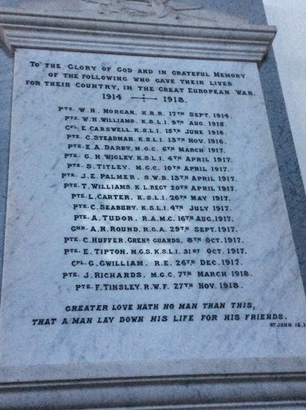 To the Glory of God and in grateful Memory
of the following who gave their lives
for their Country, in the Great European War.
1914 – 1918.
Pte. W. H. Morgan, K.R.R. 17th Sept. 1914.
Pte. W. H. Williams, K.S.L.I. 9th Aug. 1915.
Cpl. E. Carswell, K.S.L.I. 16th June 1916.
Pte. C. Steadman, K.S.L.I. 13th Nov. 1916.
Pte. E. A. Darby, M.G.C. 6th March 1917.
Pte. G. H. Wigley, K.S.L.I. 4th April 1917.
Pte. S. Titley, M.G.C. 10th April 1917.
Pte. J. E. Palmer, S.W.B. 13th April 1917.
Pte. T. Williams, K.L. Regt 20th April 1917.
Pte. L. Carter, K.S.L.I. 26th May 1917.
Pte. C. Seabery, K.S.L.I. 4th July 1917.
Pte. A. Tudor, R.A.M.C. 16th Aug. 1917.
Gnr. A. N. Round, R.G.A. 29th Sept. 1917.
Pte. C. Huffer, Gren. Guards, 8th Oct. 1917.
Pte. E. Tipton, M.G.S. K.S.L.I. 31st Oct. 1917.
Cpl. G. Gwilliam, R.E. 26th Dec. 1917.
Pte. J. Richards, M.G.C. 7th March 1918.
Pte. F. Tinsley, R.W.F. 27th Nov. 1918.
Greater love hath no man than this,
that a man lay down his life for his friends.
St John